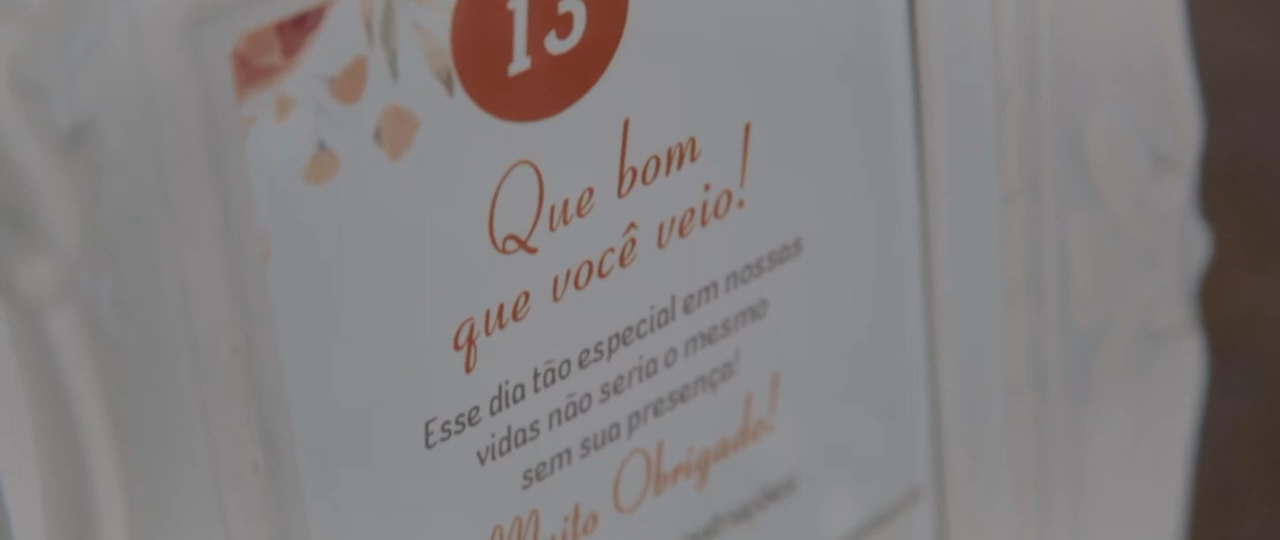 13
Que bom
que você veio!
Esse dia tão especial em nossas
vidas não seria o mesmo
sem sua presença!
Muito Obrigado!